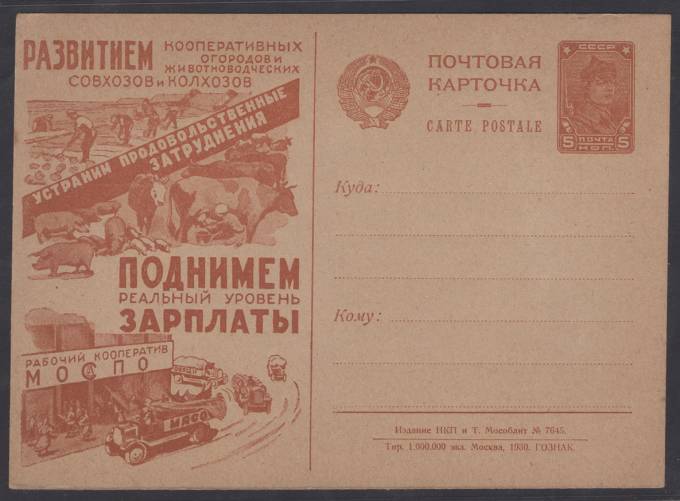 РАЗВИТИЕМ КООПЕРАТИВНЫХ
ОГОРОДОВ И
ЖИВОТНОВОДЧЕСКИХ
СОВХОЗОВ и КОЛХОЗОВ
УСТРАНИМ ПРОДОВОЛЬСТВЕННЫЕ
ЗАТРУДНЕНИЯ
ПОДНИМЕМ
РЕАЛЬНЫЙ УРОВЕНЬ
ЗАРПЛАТЫ
РАБОЧИЙ КООПЕРАТИВ
МОСПО
МЯСО
ПОЧТОВАЯ
КАРТОЧКА
CARTE POSTALE
СССР
5 ПОЧТА 5
КОП.
Куда:
Кому:
Издание НКП и Т. Мособлит № 7645.
Тир. 1.000.000 экз. Москва, 1930. ГОЗНАК.